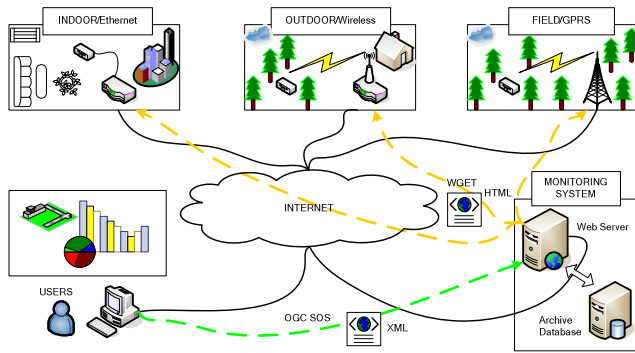 INDOOR/Ethernet
OUTDOOR/Wireless
FIELD/GPRS
WGET
HTML
MONITORING
SYSTEM
INTERNET
Web Server
USERS
OGC SOS
XML
Archive
Database